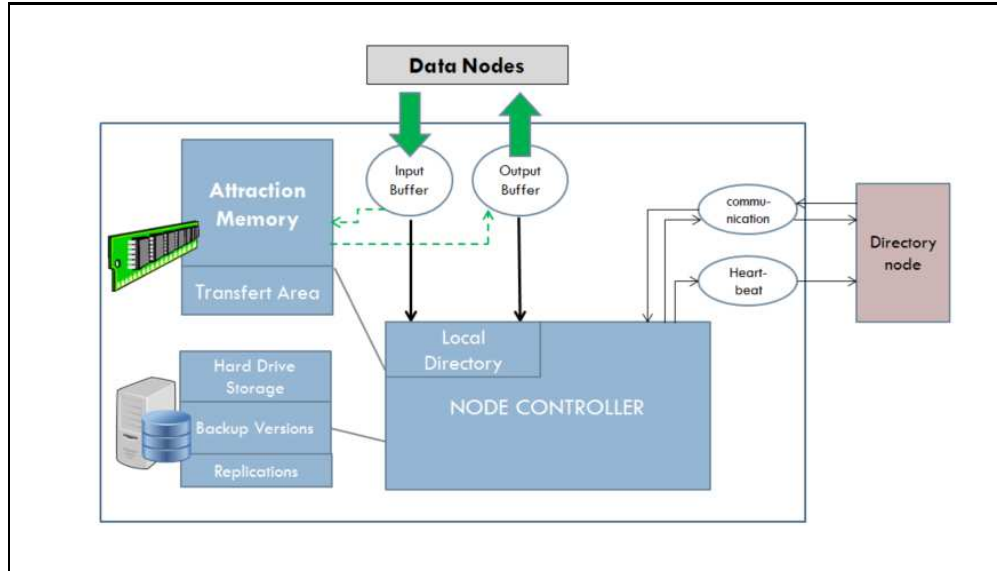 Data Nodes
Input
Buffer
Output
Buffer
Attraction
Memory
Transfert Area
commu-
nication
Heart-
beat
Directory
node
Local
Directory
NODE CONTROLLER
Hard Drive
Storage
Backup Versions
Replications